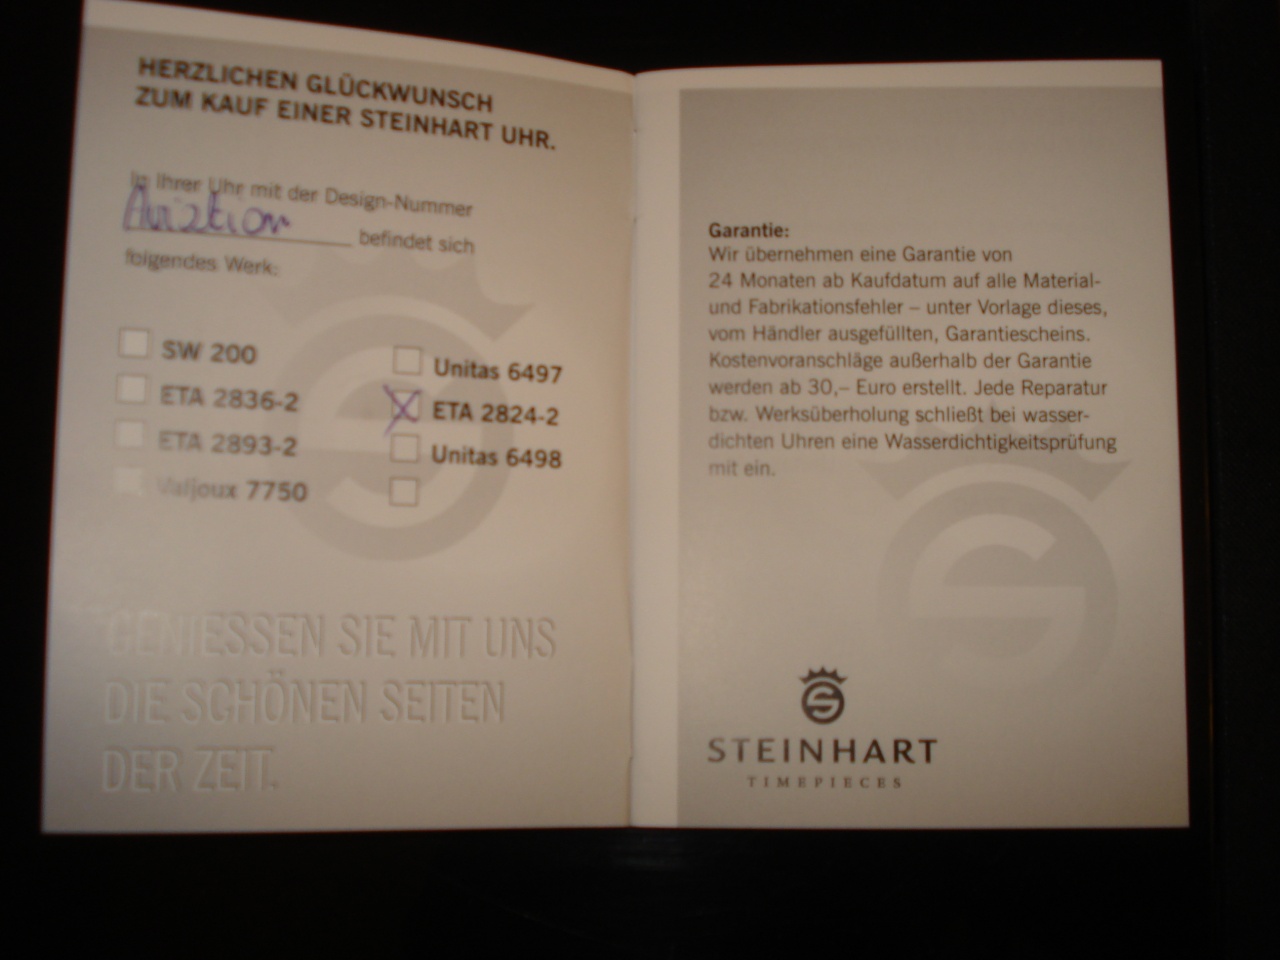 HERZLICHEN GLÜCKWUNSCH
ZUM KAUF EINER STEINHART UHR.
In Ihrer Uhr mit der Design-Nummer
Aviation befindet sich
folgendes Werk:
SW 200
ETA 2836-2
ETA 2893-2
Valjoux 7750
Unitas 6497
ETA 2824-2
Unitas 6498
GENIESSEN SIE MIT UNS
DIE SCHÖNEN SEITEN
DER ZEIT.
Garantie:
Wir übernehmen eine Garantie von
24 Monaten ab Kaufdatum auf alle Material-
und Fabrikationsfehler – unter Vorlage dieses,
vom Händler ausgefüllten, Garantiescheins.
Kostenvoranschläge außerhalb der Garantie
werden ab 30,– Euro erstellt. Jede Reparatur
bzw. Werksüberholung schließt bei wasser-
dichten Uhren eine Wasserdichtigkeitsprüfung
mit ein.
STEINHART
TIMEPIECES